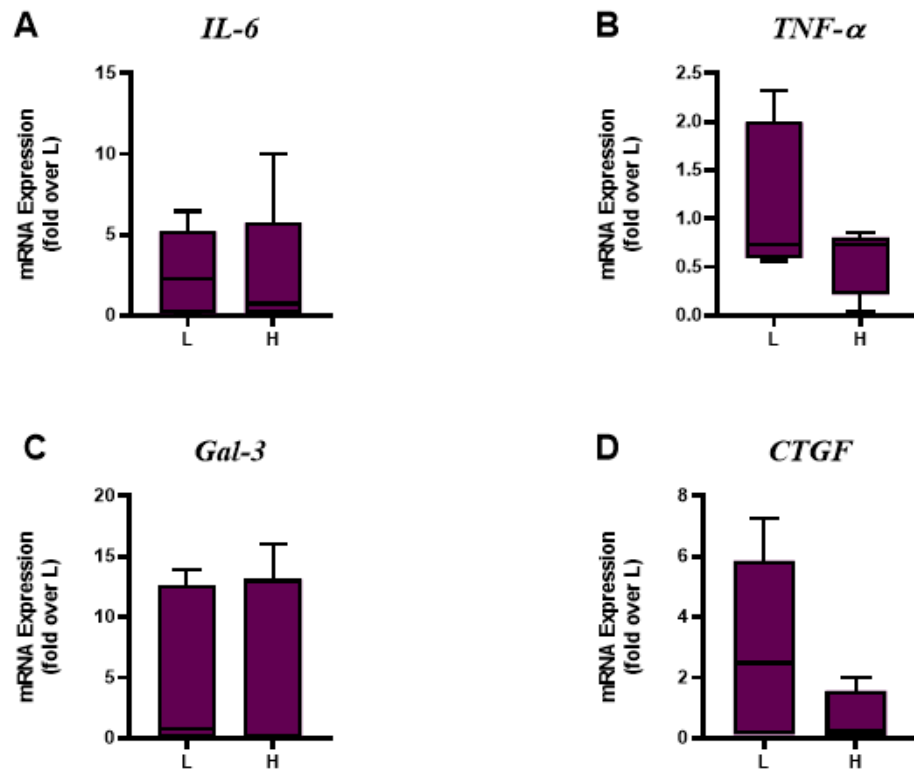 A
IL-6
mRNA Expression
(fold over L)
15
10
5
0
L
H
B
TNF-α
mRNA Expression
(fold over L)
2.5
2.0
1.5
1.0
0.5
0.0
L
H
C
Gal-3
mRNA Expression
(fold over L)
20
15
10
5
0
L
H
D
CTGF
mRNA Expression
(fold over L)
8
6
4
2
0
L
H